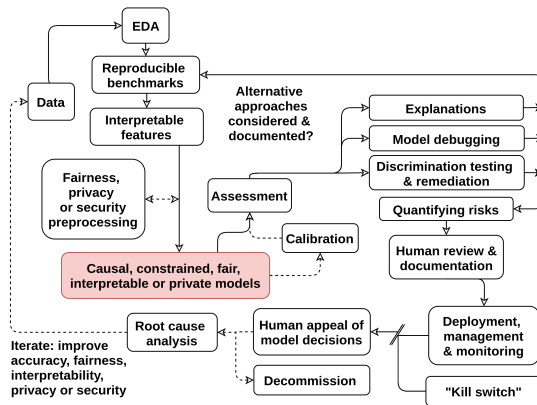 EDA
Data
Reproducible
benchmarks
Interpretable
features
Alternative
approaches
considered &
documented?
Explanations
Model debugging
Discrimination testing
& remediation
Fairness,
privacy
or security
preprocessing
Assessment
Quantifying risks
Calibration
Human review &
documentation
Causal, constrained, fair,
interpretable or private models
Root cause
analysis
Human appeal of
model decisions
Deployment,
management
& monitoring
Iterate: improve
accuracy, fairness,
interpretability,
privacy or security
Decommission
"Kill switch"